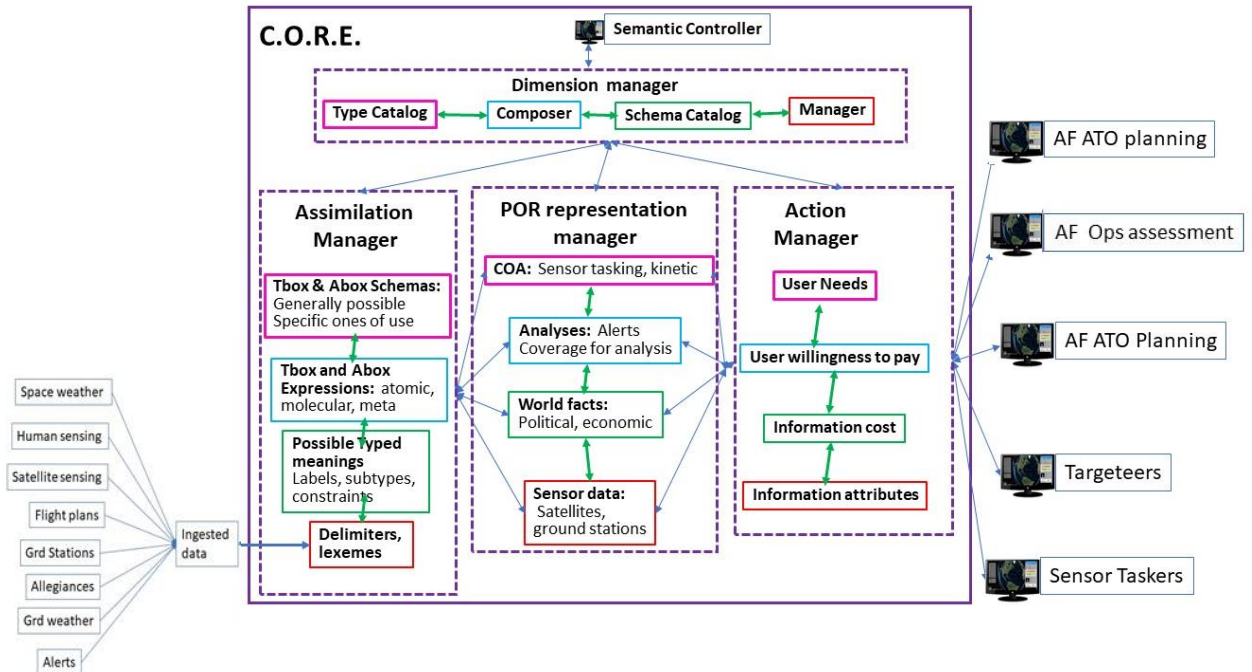 C.O.R.E.
Semantic Controller
Dimension manager
Type Catalog
Composer
Schema Catalog
Manager
Assimilation
Manager
Tbox & Abox Schemas:
Generally possible
Specific ones of use
Tbox and Abox
Expressions: atomic,
molecular, meta
Possible Typed
meanings
Labels, subtypes,
constraints
Delimiters,
lexemes
POR representation
manager
COA: Sensor tasking, kinetic
Analyses: Alerts
Coverage for analysis
World facts:
Political, economic
Sensor data:
Satellites,
ground stations
Action
Manager
User Needs
User willingness to pay
Information cost
Information attributes
Space weather
Human sensing
Satellite sensing
Flight plans
Grd Stations
Allegiances
Grd weather
Alerts
Ingested
data
AF ATO planning
AF Ops assessment
AF ATO Planning
Targeteers
Sensor Taskers